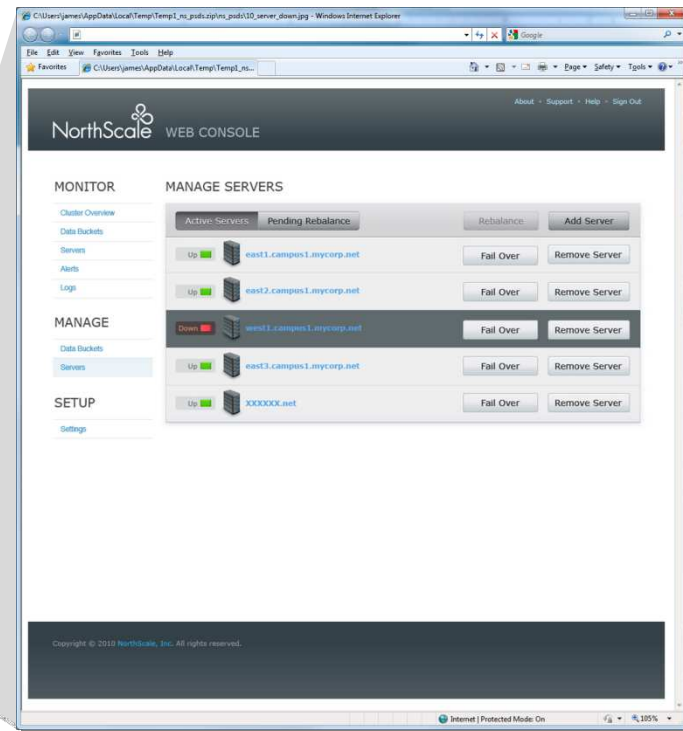 C:\Users\james\AppData\Local\Temp\Temp1_ns_psds.zip\ns_psds\10_server_down.jpg - Windows Internet Explorer
Google
File Edit View Favorites Tools Help
Favorites C:\Users\james\AppData\Local\Temp\Temp1_ns...
Page Safety Tools
About Support Help Sign Out
NorthScale WEB CONSOLE
MONITOR
Cluster Overview
Data Buckets
Servers
Alerts
Logs
MANAGE
Data Buckets
Servers
SETUP
Settings
MANAGE SERVERS
Active Servers Pending Rebalance Rebalance Add Server
Up east1.campus1.mycorp.net Fail Over Remove Server
Up east2.campus1.mycorp.net Fail Over Remove Server
Down west1.campus1.mycorp.net Fail Over Remove Server
Up east3.campus1.mycorp.net Fail Over Remove Server
Up XXXXXX.net Fail Over Remove Server
Copyright © 2010 NorthScale, Inc. All rights reserved.
Internet | Protected Mode: On 105%